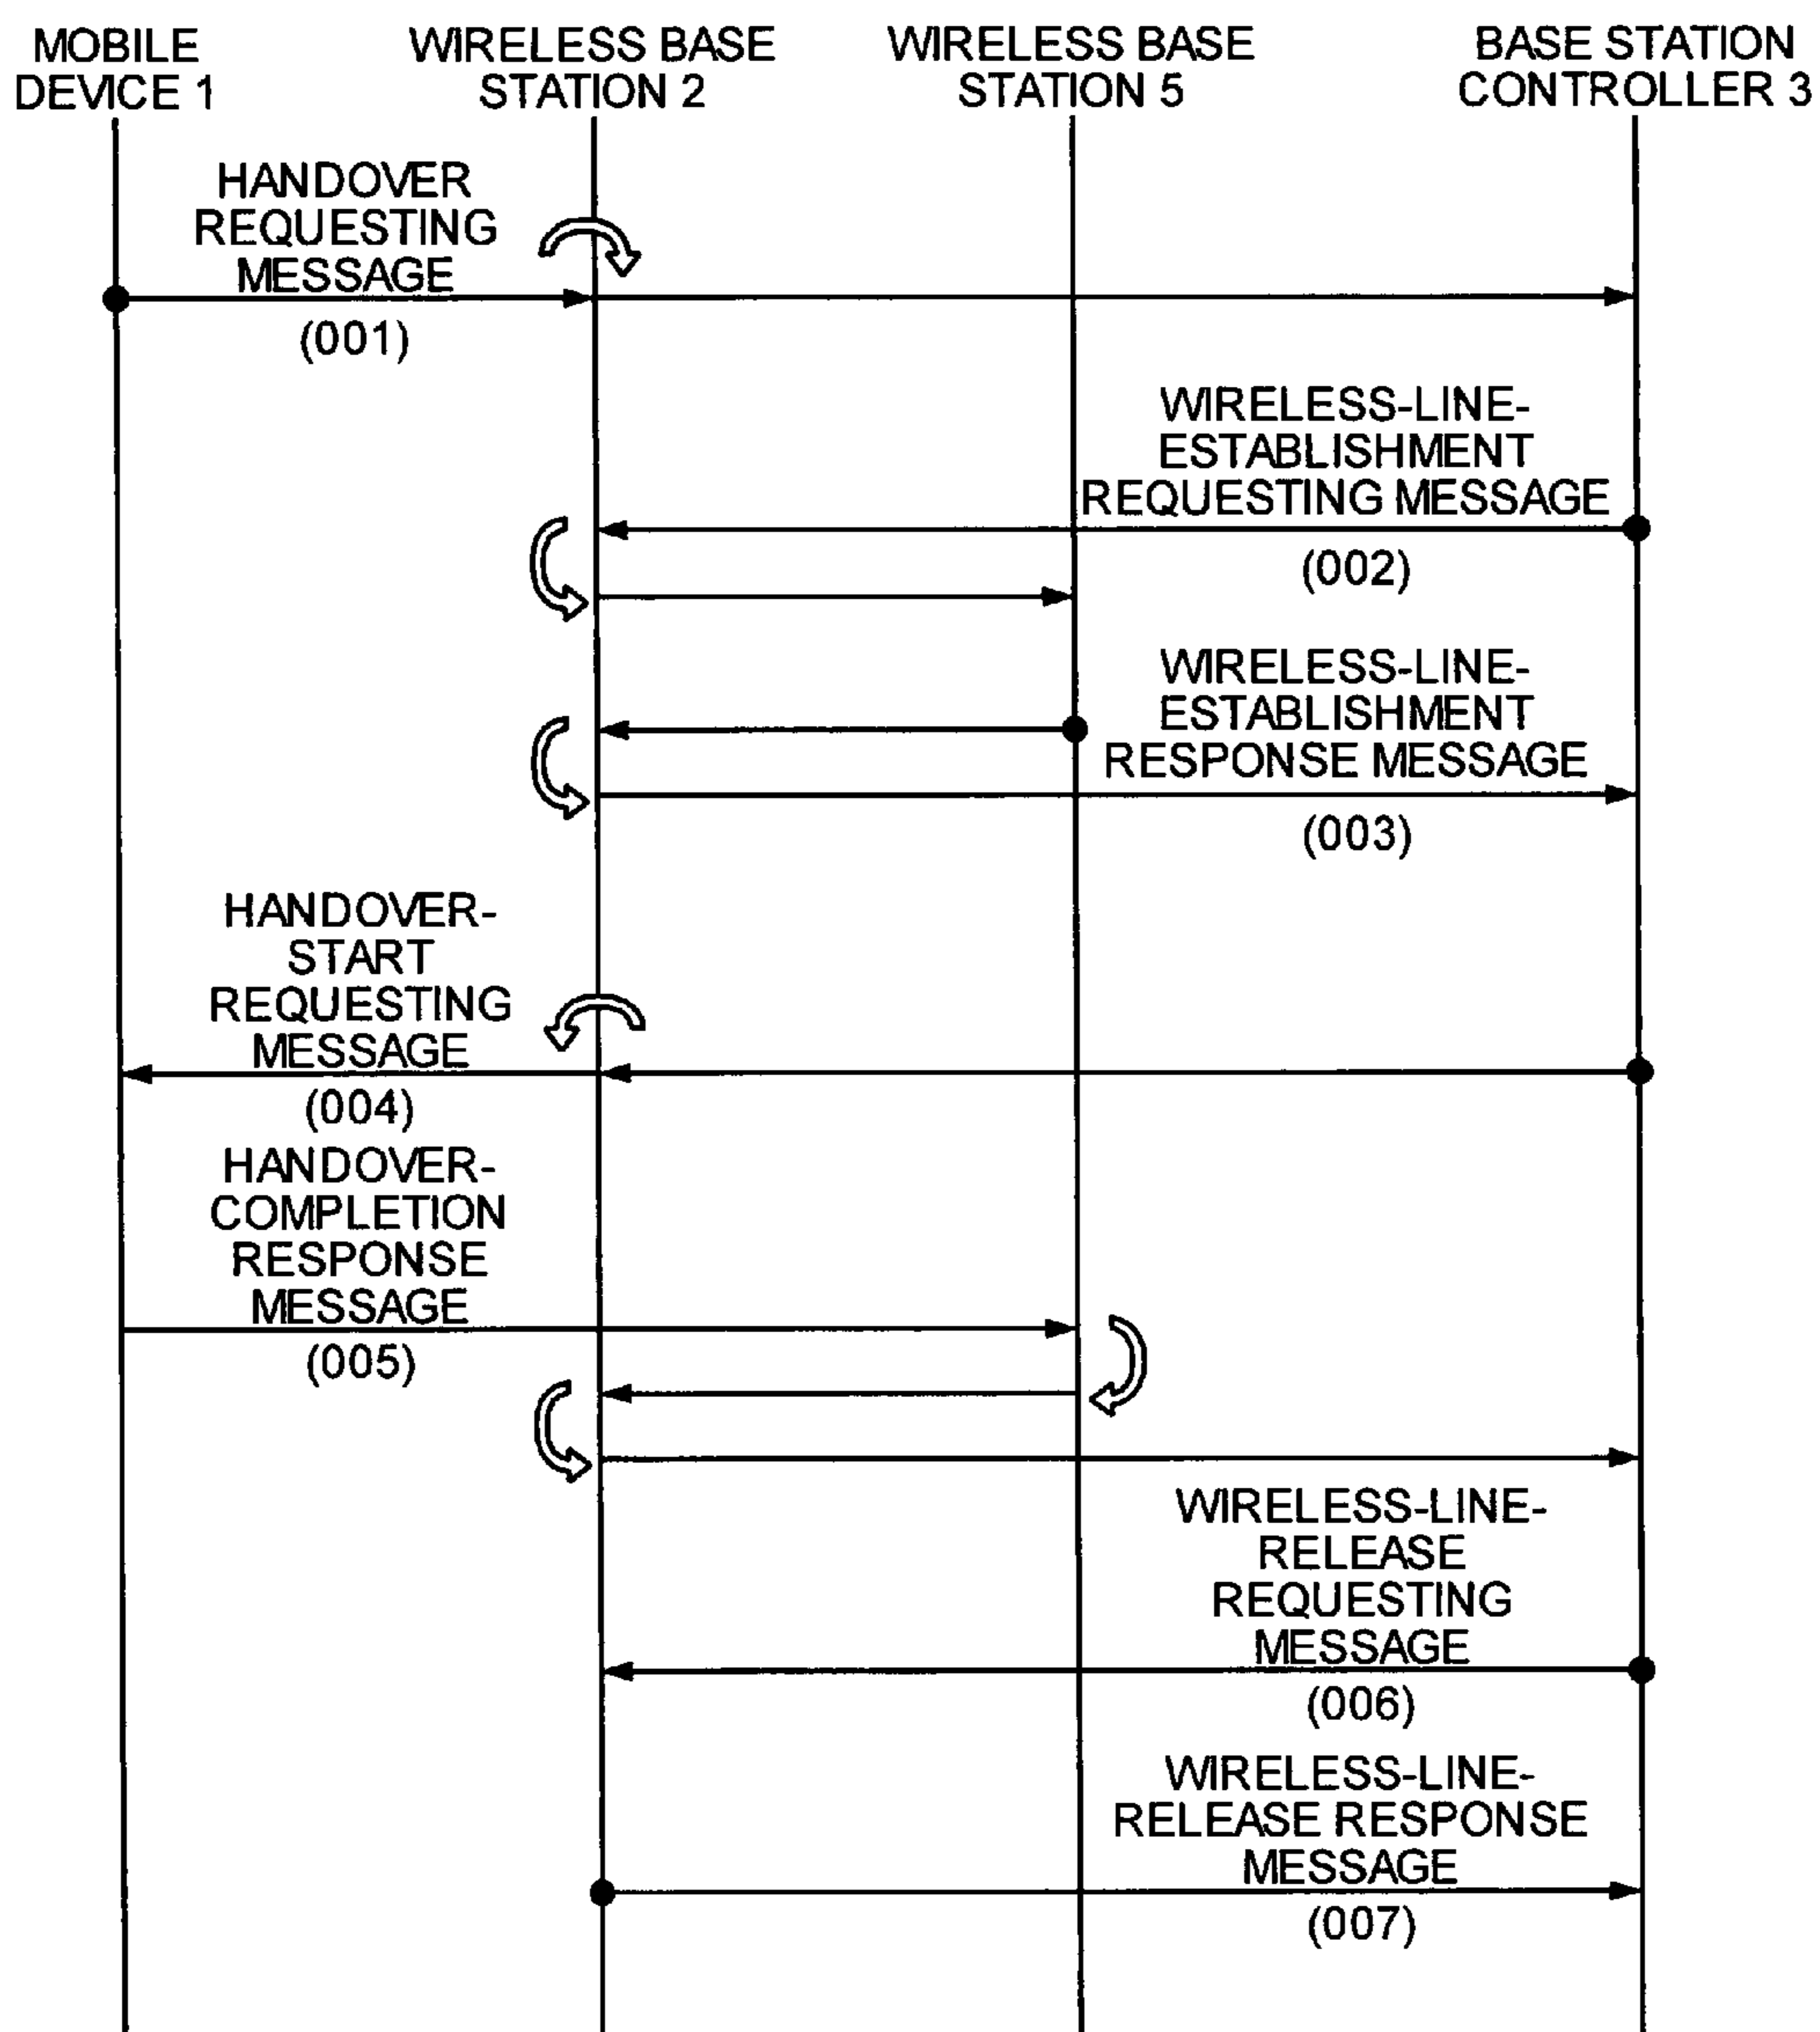 MOBILE
DEVICE 1
WIRELESS BASE
STATION 2
WIRELESS BASE
STATION 5
BASE STATION
CONTROLLER 3
HANDOVER
REQUESTING
MESSAGE
(001)
WIRELESS-LINE-
ESTABLISHMENT
REQUESTING MESSAGE
(002)
WIRELESS-LINE-
ESTABLISHMENT
RESPONSE MESSAGE
(003)
HANDOVER-
START
REQUESTING
MESSAGE
(004)
HANDOVER-
COMPLETION
RESPONSE
MESSAGE
(005)
WIRELESS-LINE-
RELEASE
REQUESTING
MESSAGE
(006)
WIRELESS-LINE-
RELEASE RESPONSE
MESSAGE
(007)